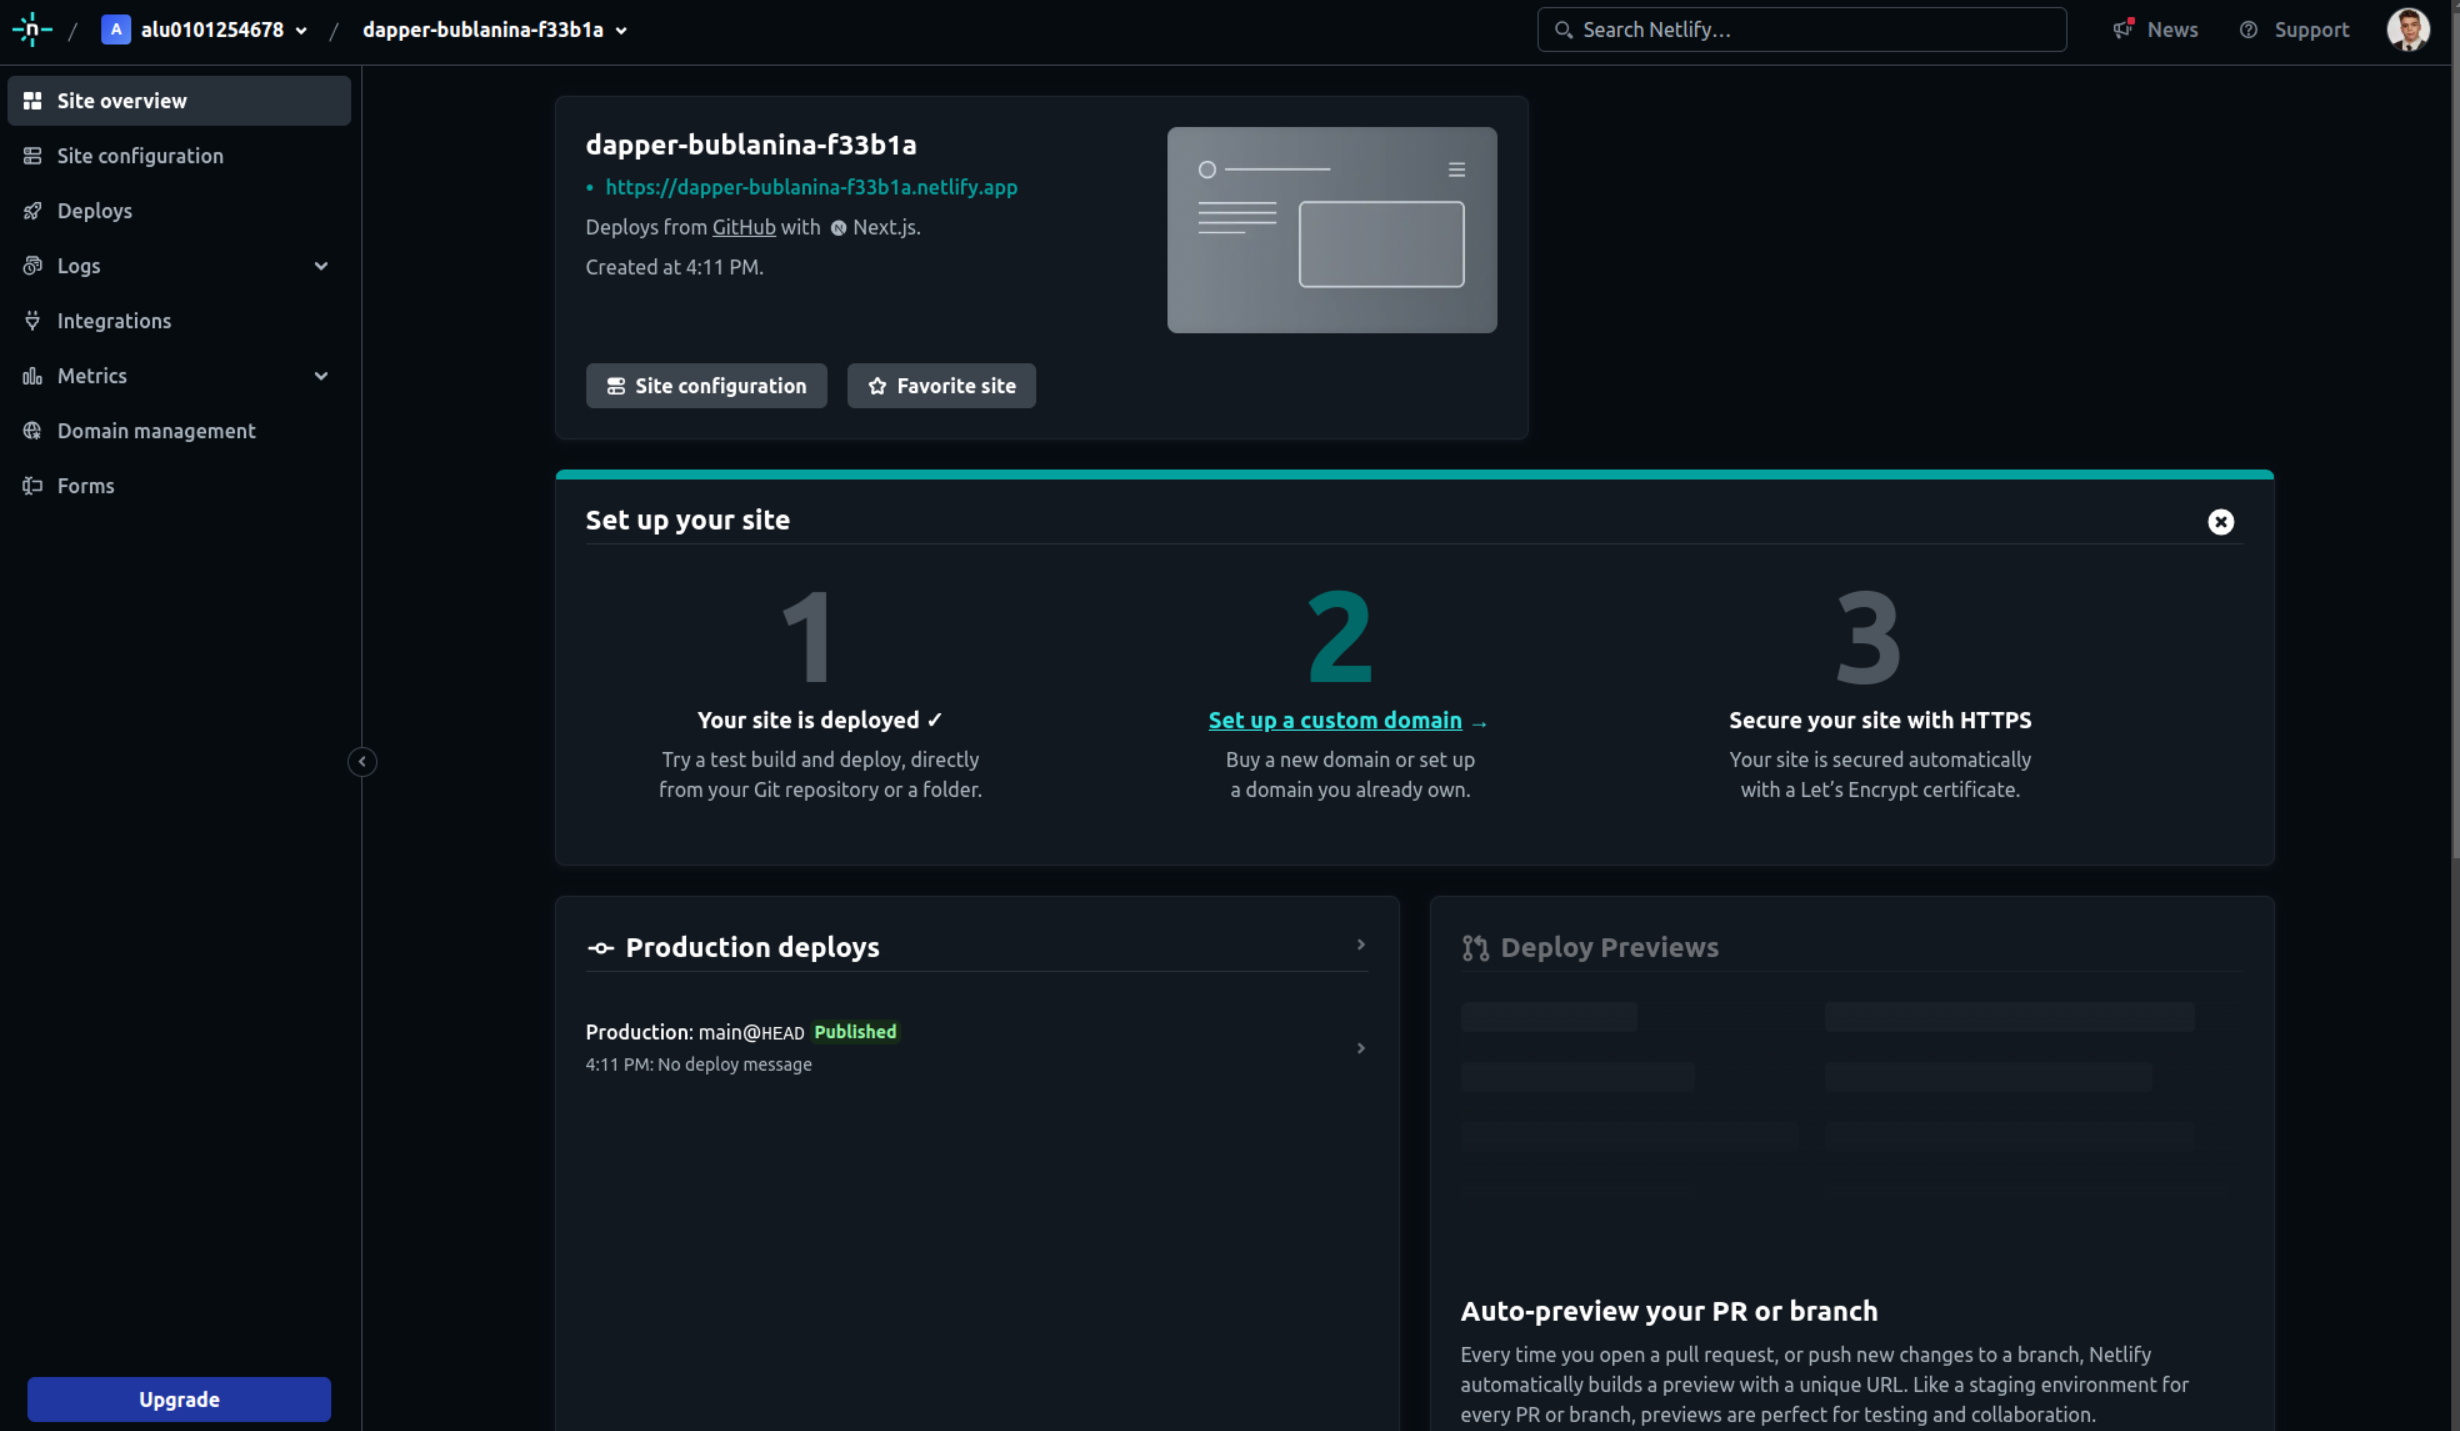 n / A alu0101254678 / dapper-bublanina-f33b1a
Search Netlify...
News
Support
Site overview
Site configuration
Deploys
Logs
Integrations
Metrics
Domain management
Forms
Upgrade
dapper-bublanina-f33b1a
• https://dapper-bublanina-f33b1a.netlify.app
Deploys from GitHub with N Next.js.
Created at 4:11 PM.
Site configuration
Favorite site
Set up your site
1
Your site is deployed ✓
Try a test build and deploy, directly
from your Git repository or a folder.
2
Set up a custom domain →
Buy a new domain or set up
a domain you already own.
3
Secure your site with HTTPS
Your site is secured automatically
with a Let’s Encrypt certificate.
Production deploys
Production: main@HEAD Published
4:11 PM: No deploy message
Deploy Previews
Auto-preview your PR or branch
Every time you open a pull request, or push new changes to a branch, Netlify
automatically builds a preview with a unique URL. Like a staging environment for
every PR or branch, previews are perfect for testing and collaboration.